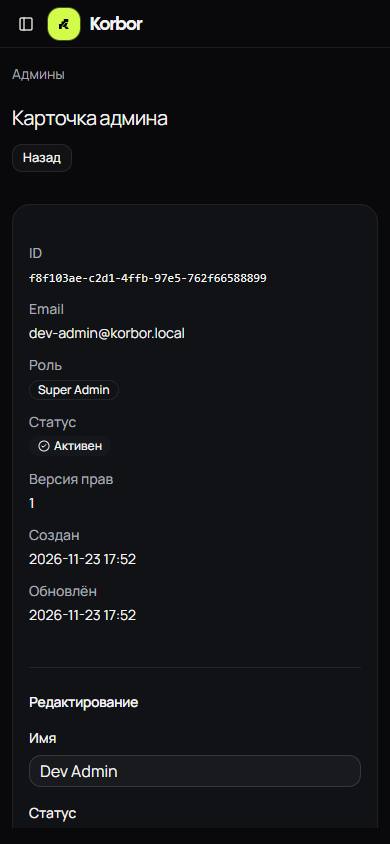 Korbor
Админы
Карточка админа
Назад
ID
f8f103ae-c2d1-4ffb-97e5-762f66588899
Email
dev-admin@korbor.local
Роль
Super Admin
Статус
Активен
Версия прав
1
Создан
2026-11-23 17:52
Обновлён
2026-11-23 17:52
Редактирование
Имя
Dev Admin
Статус